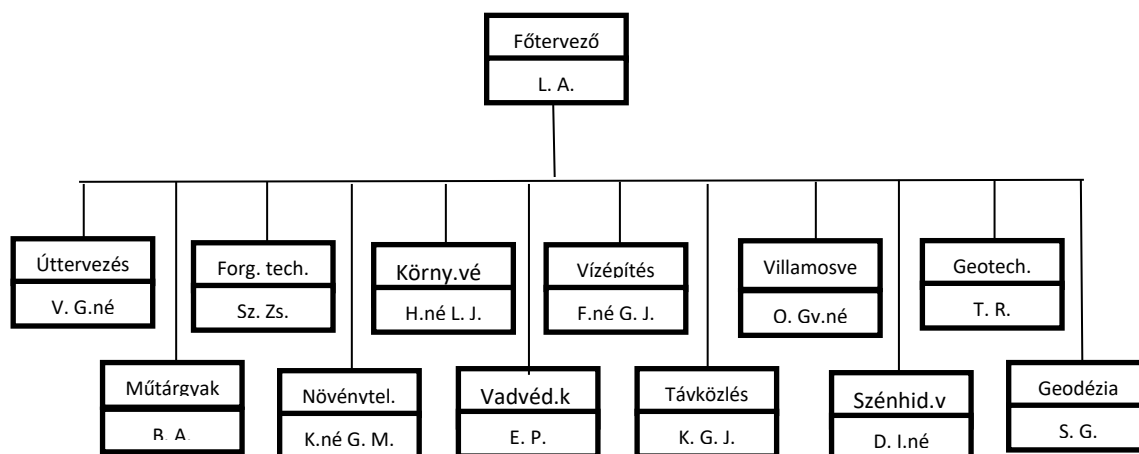 Főtervező
L. A.
Úttervezés
V. G.né
Forg. tech.
Sz. Zs.
Körny.vé
H.né L. J.
Vízépítés
F.né G. J.
Villamosve
O. Gy.né
Geotech.
T. R.
Műtárgyak
B. A.
Növénytel.
K.né G. M.
Vadvéd.k
E. P.
Távközlés
K. G. J.
Szénhid.v
D. I.né
Geodézia
S. G.